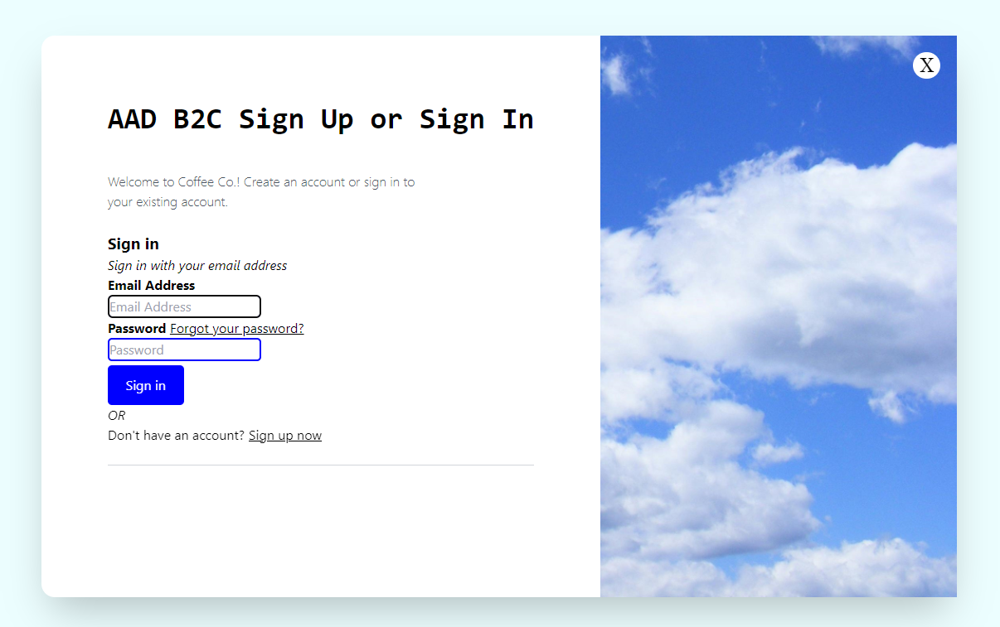 X
AAD B2C Sign Up or Sign In
Welcome to Coffee Co.! Create an account or sign in to
your existing account.
Sign in
Sign in with your email address
Email Address
Email Address
Password Forgot your password?
Password
Sign in
OR
Don't have an account? Sign up now